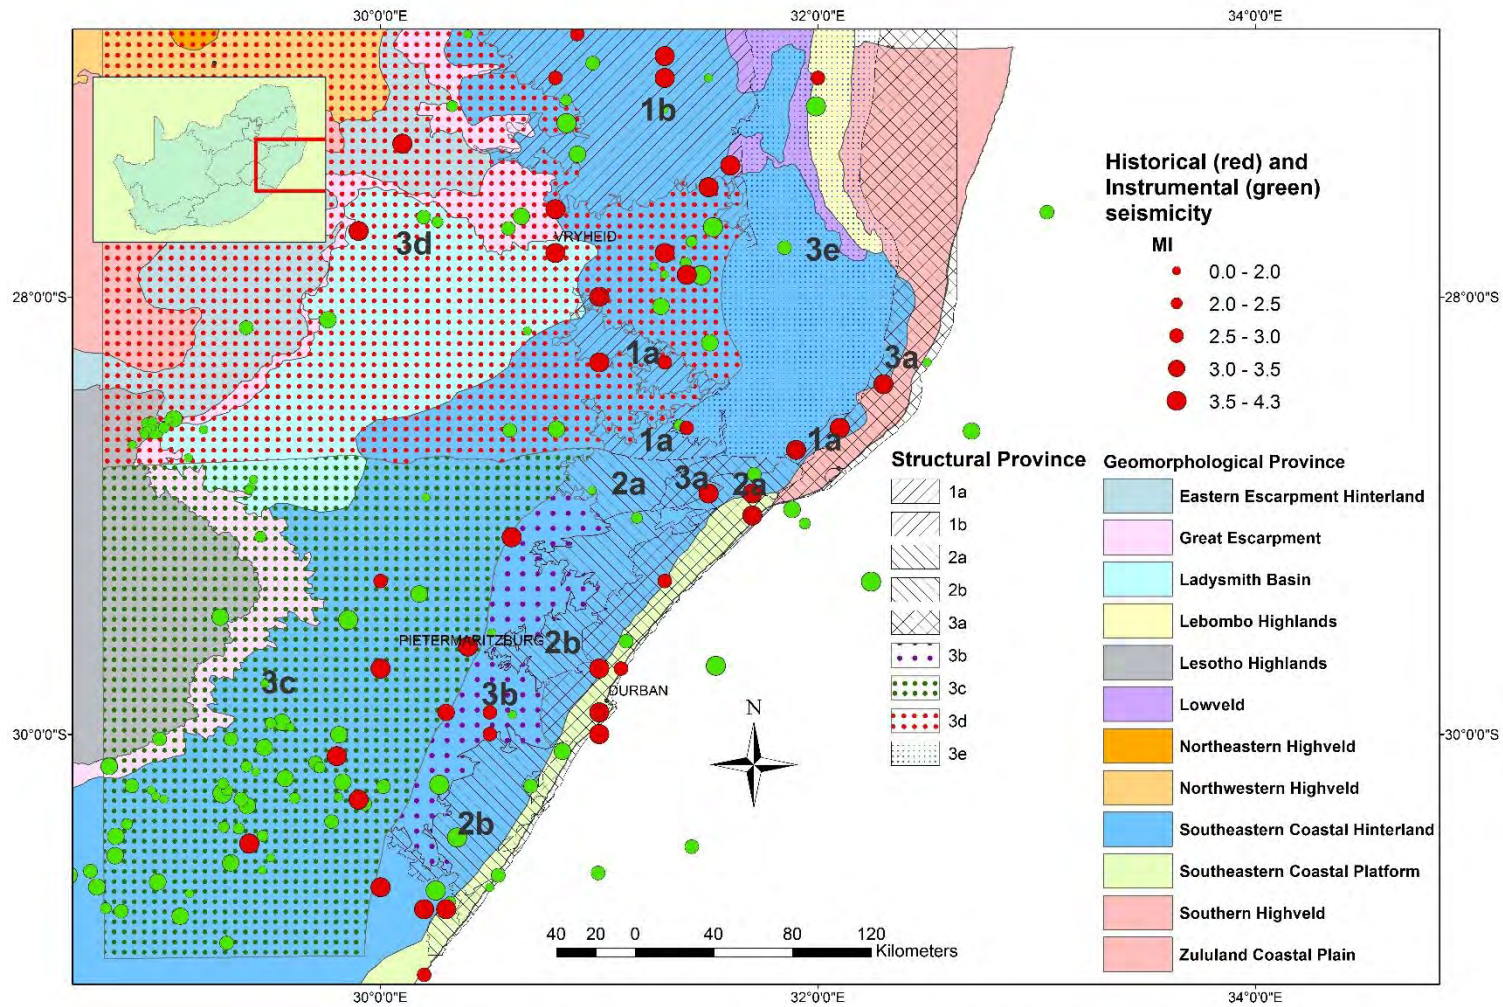 30°0'0"E 32°0'0"E 34°0'0"E
1b
3d
VRYHEID
3e
28°0'0"S 28°0'0"S
1a
3a
1a
1a
2a
3a
2a
PIETERMARITZBURG
2b
3c
3b
DURBAN
30°0'0"S 30°0'0"S
2b
N
40 20 0 40 80 120
Kilometers
Historical (red) and
Instrumental (green)
seismicity
Ml
0.0 - 2.0
2.0 - 2.5
2.5 - 3.0
3.0 - 3.5
3.5 - 4.3
Structural Province
1a
1b
2a
2b
3a
3b
3c
3d
3e
Geomorphological Province
Eastern Escarpment Hinterland
Great Escarpment
Ladysmith Basin
Lebombo Highlands
Lesotho Highlands
Lowveld
Northeastern Highveld
Northwestern Highveld
Southeastern Coastal Hinterland
Southeastern Coastal Platform
Southern Highveld
Zululand Coastal Plain
30°0'0"E 32°0'0"E 34°0'0"E